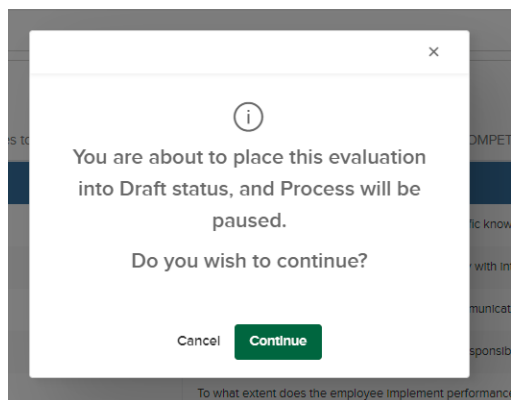 ×
You are about to place this evaluation
into Draft status, and Process will be
paused.
Do you wish to continue?
Cancel Continue
To what extent does the employee implement performance